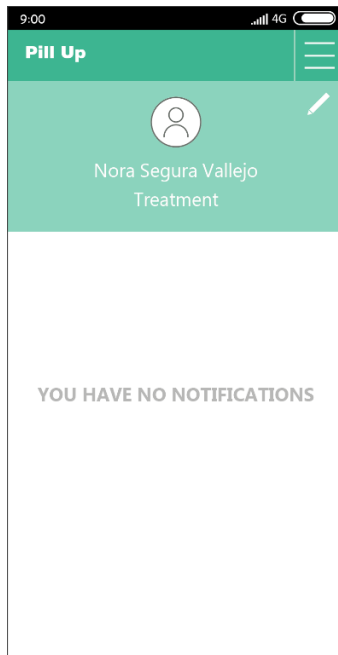 9:00
4G
Pill Up
Nora Segura Vallejo
Treatment
YOU HAVE NO NOTIFICATIONS